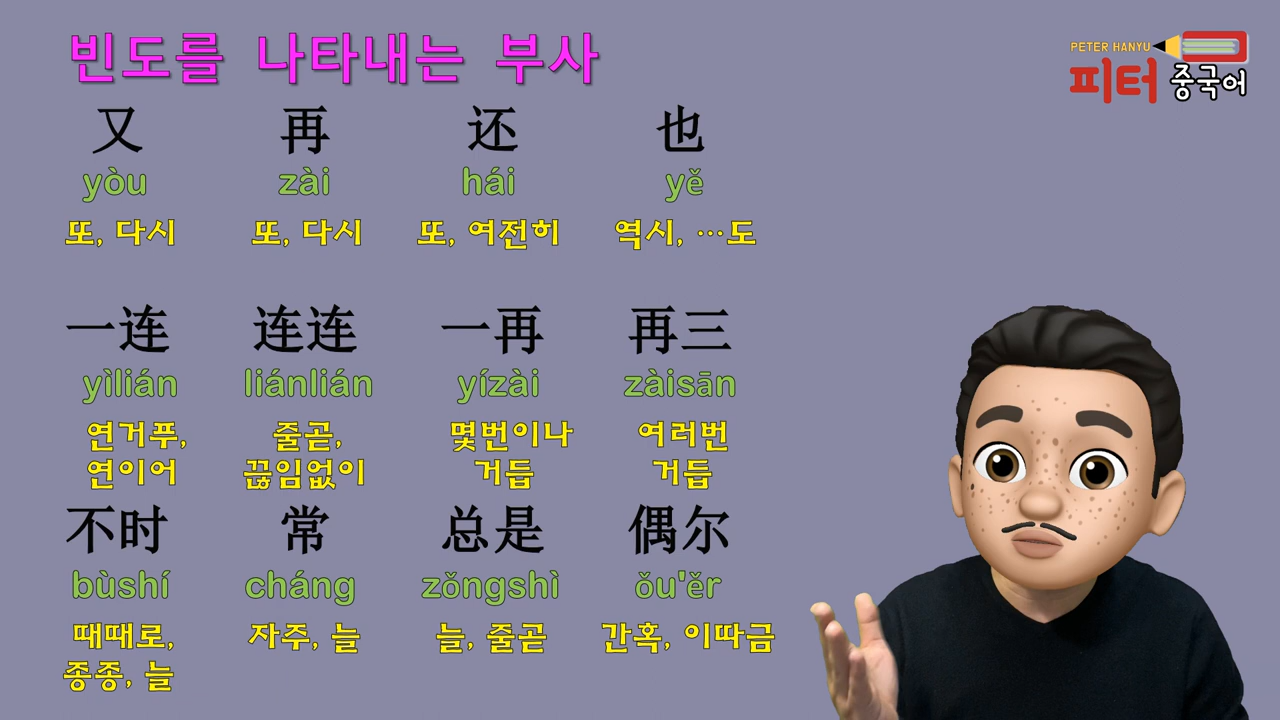 빈도를 나타내는 부사
PETER HANYU
피터 중국어
又 再 还 也
yòu zài hái yě
또, 다시 또, 다시 또, 여전히 역시, …도
一连 连连 一再 再三
yìlián liánlián yízài zàisān
연거푸, 줄곧, 몇번이나 여러번
연이어 끊임없이 거듭 거듭
不时 常 总是 偶尔
bùshí cháng zǒngshì ǒu'ěr
때때로, 자주, 늘 늘, 줄곧 간혹, 이따금
종종, 늘